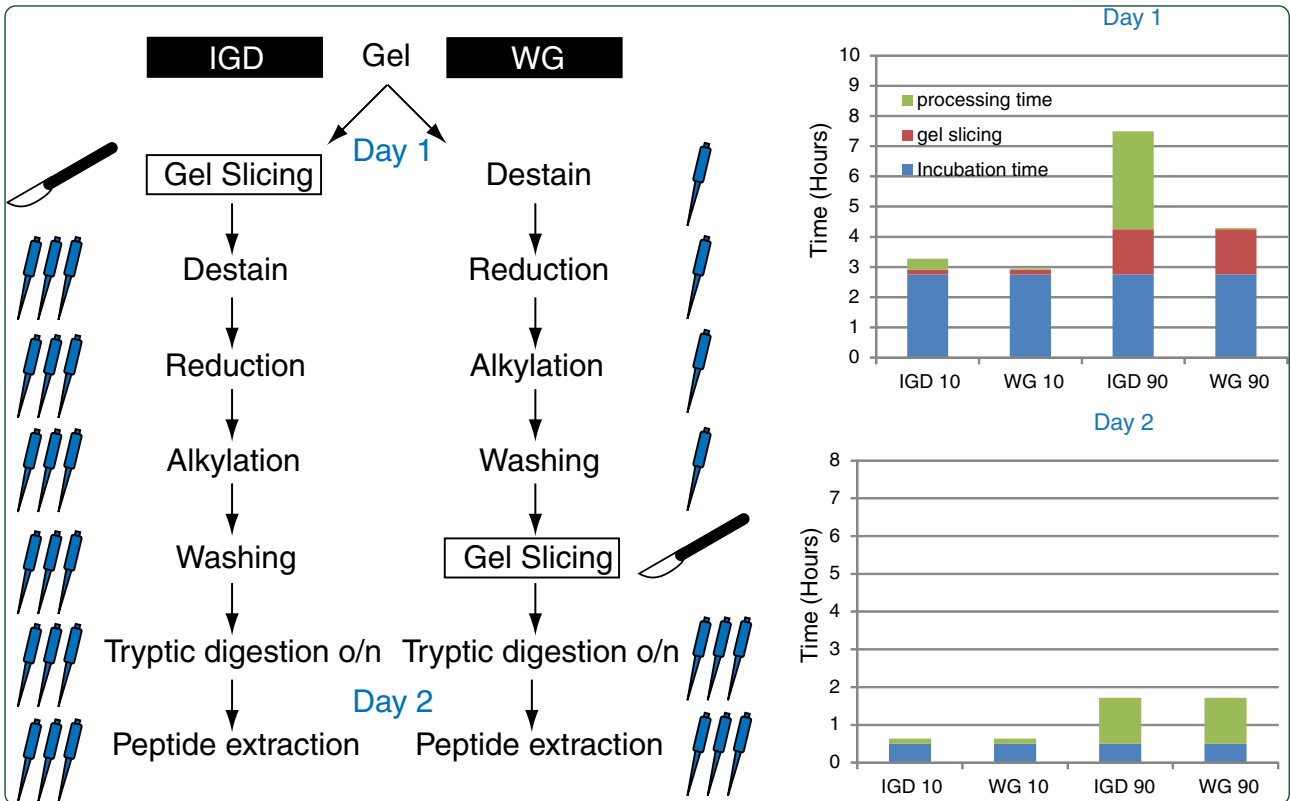 IGD
Gel
WG
Day 1
Gel Slicing
Destain
Reduction
Alkylation
Washing
Tryptic digestion o/n
Peptide extraction
Destain
Reduction
Alkylation
Washing
Gel Slicing
Tryptic digestion o/n
Peptide extraction
Day 2
Day 1
Time (Hours)
10
9
8
7
6
5
4
3
2
1
0
processing time
gel slicing
Incubation time
IGD 10
WG 10
IGD 90
WG 90
Day 2
Time (Hours)
8
7
6
5
4
3
2
1
0
IGD 10
WG 10
IGD 90
WG 90